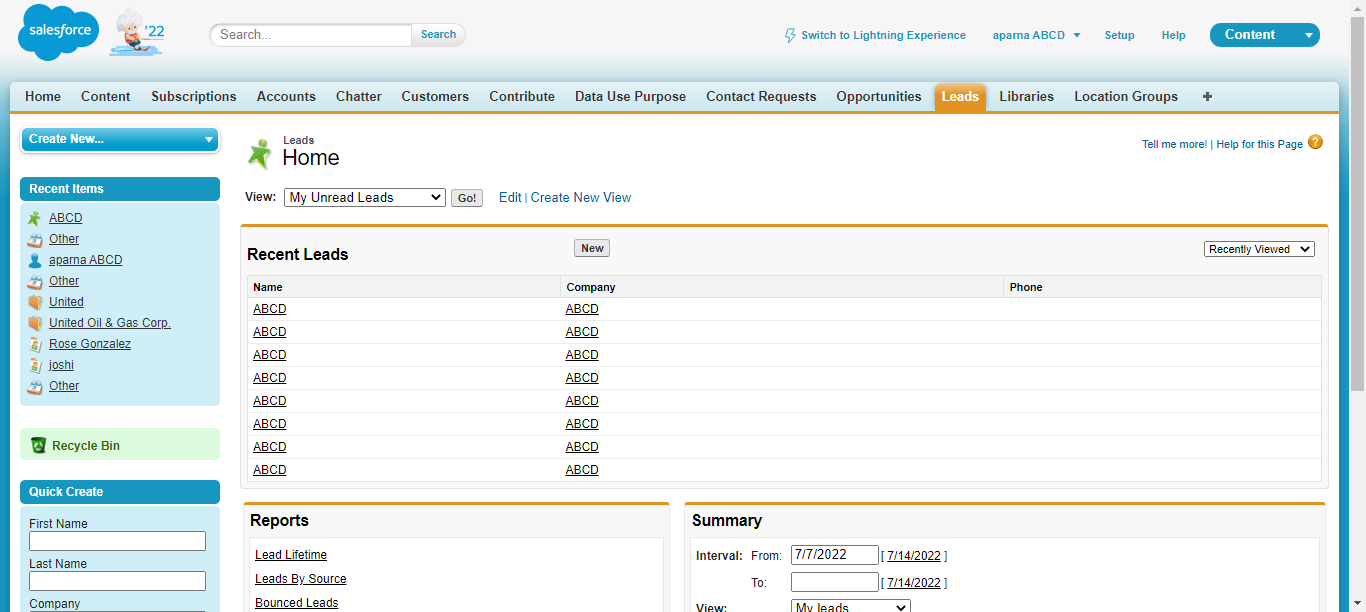 salesforce
'22
Search...
Search
Switch to Lightning Experience
aparna ABCD
Setup
Help
Content
Home Content Subscriptions Accounts Chatter Customers Contribute Data Use Purpose Contact Requests Opportunities Leads Libraries Location Groups +
Create New...
Recent Items
ABCD
Other
aparna ABCD
Other
United
United Oil & Gas Corp.
Rose Gonzalez
joshi
Other
Recycle Bin
Quick Create
First Name
Last Name
Company
Leads
Home
Tell me more! | Help for this Page ?
View: My Unread Leads Go! Edit | Create New View
Recent Leads New Recently Viewed
Name Company Phone
ABCD ABCD
ABCD ABCD
ABCD ABCD
ABCD ABCD
ABCD ABCD
ABCD ABCD
ABCD ABCD
ABCD ABCD
Reports
Lead Lifetime
Leads By Source
Bounced Leads
Summary
Interval: From: 7/7/2022 [ 7/14/2022 ]
To: [ 7/14/2022 ]
View: My leads